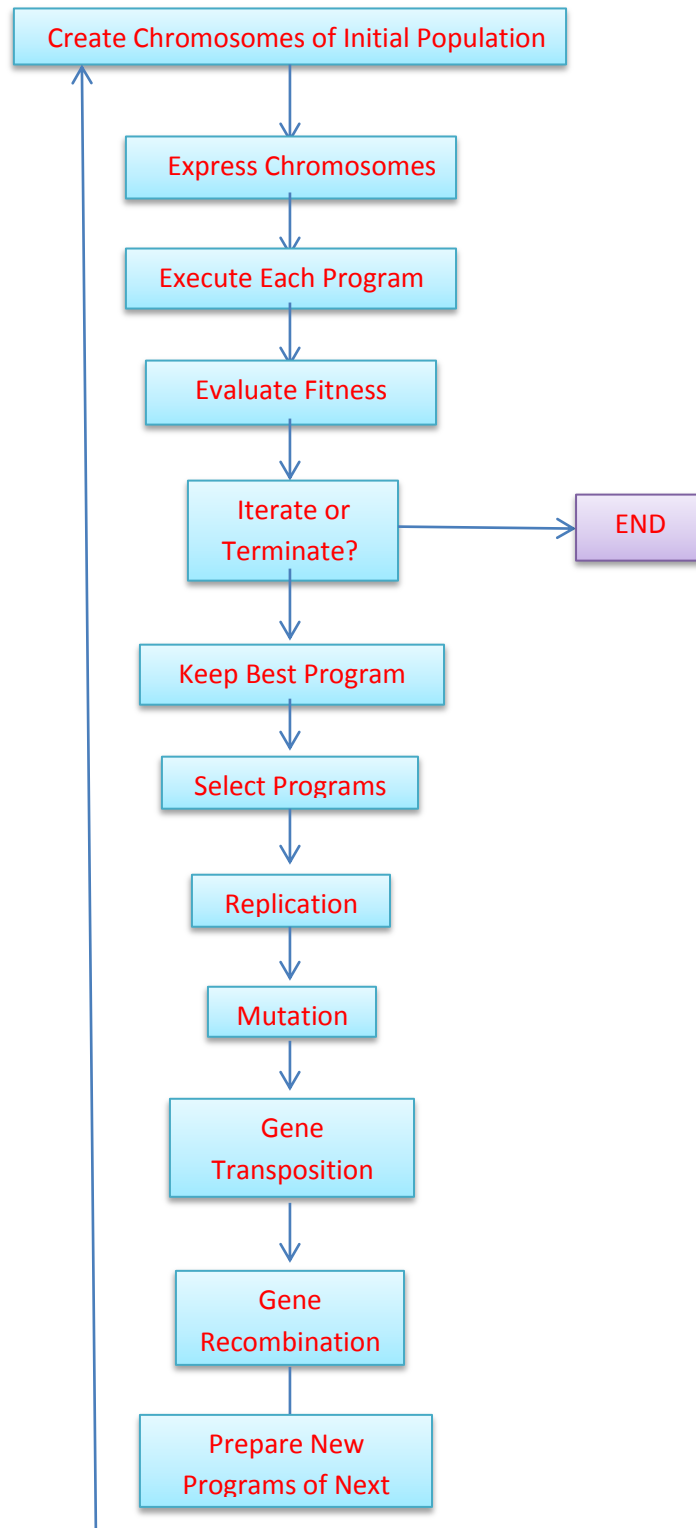 Create Chromosomes of Initial Population
Express Chromosomes
Execute Each Program
Evaluate Fitness
Iterate or
Terminate?
END
Keep Best Program
Select Programs
Replication
Mutation
Gene
Transposition
Gene
Recombination
Prepare New
Programs of Next